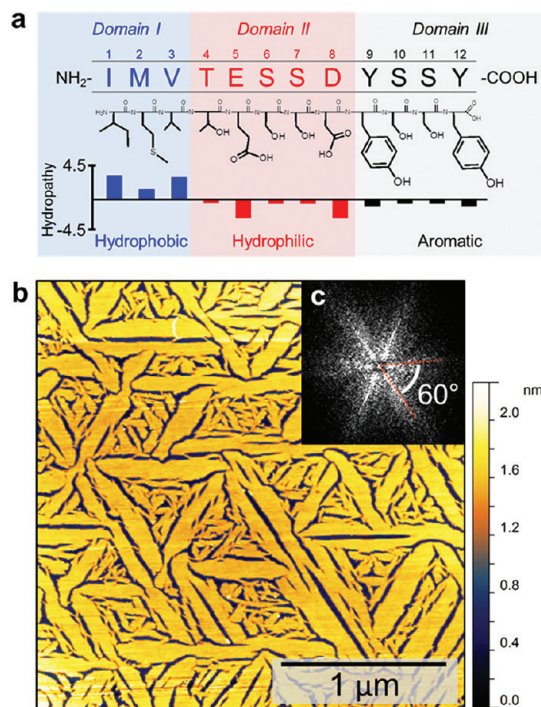 a
Domain I Domain II Domain III
1 2 3 4 5 6 7 8 9 10 11 12
NH2- I M V T E S S D Y S S Y -COOH
4.5
Hydropathy
-4.5
Hydrophobic Hydrophilic Aromatic
b
c
60°
nm
2.0
1.6
1.2
0.8
0.4
0.0
1 μm